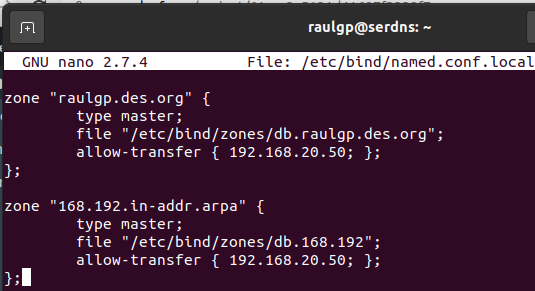 raulgp@serdns: ~
GNU nano 2.7.4 File: /etc/bind/named.conf.local
zone "raulgp.des.org" {
type master;
file "/etc/bind/zones/db.raulgp.des.org";
allow-transfer { 192.168.20.50; };
};
zone "168.192.in-addr.arpa" {
type master;
file "/etc/bind/zones/db.168.192";
allow-transfer { 192.168.20.50; };
};